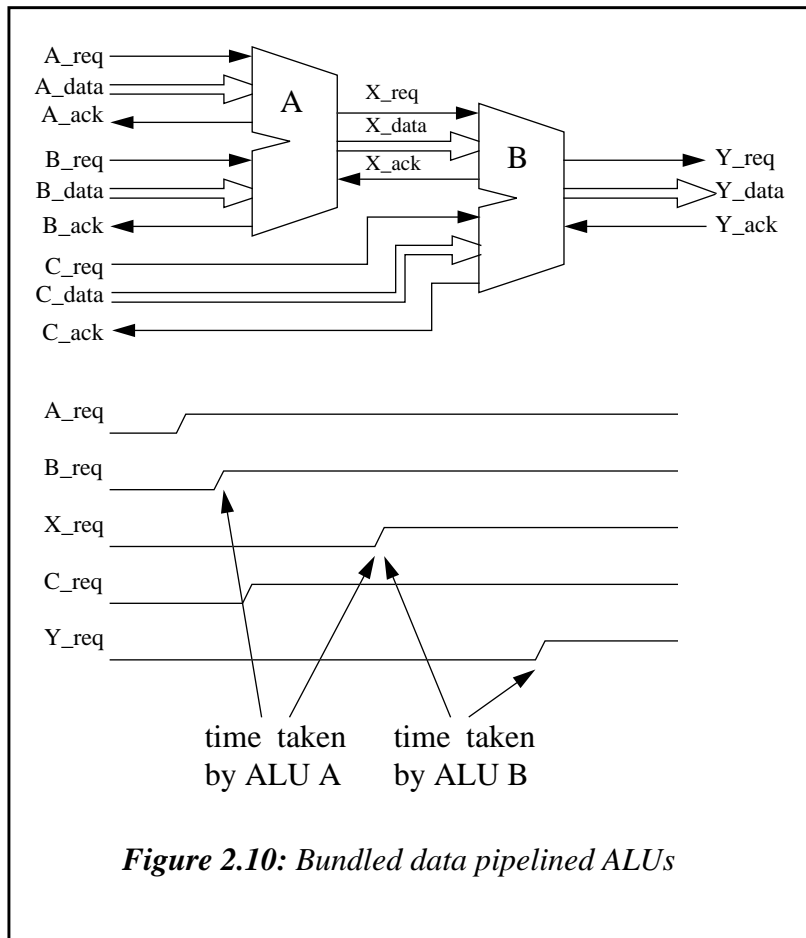 A_req
A_data
A_ack
B_req
B_data
B_ack
C_req
C_data
C_ack
A
X_req
X_data
X_ack
B
Y_req
Y_data
Y_ack
A_req
B_req
X_req
C_req
Y_req
time taken
by ALU A
time taken
by ALU B
Figure 2.10: Bundled data pipelined ALUs